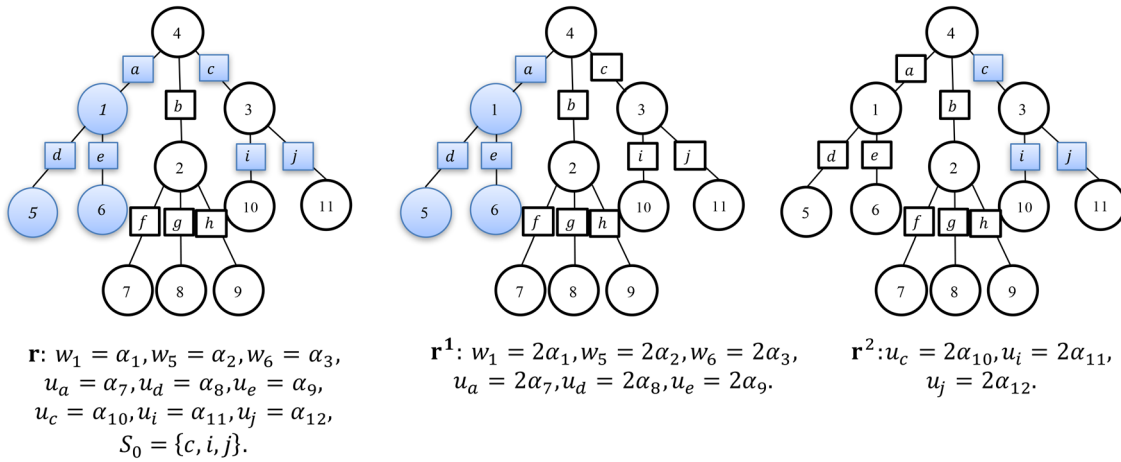 4 4 4
a c a c a c
1 b 3 1 b 3 1 b 3
d e i j d e i j d e i j
2 2 2
5 6 f g h 10 11 5 6 f g h 10 11 5 6 f g h 10 11
7 8 9 7 8 9 7 8 9
r: w₁ = α₁, w₅ = α₂, w₆ = α₃,
u_a = α₇, u_d = α₈, u_e = α₉,
u_c = α₁₀, u_i = α₁₁, u_j = α₁₂,
S₀ = {c, i, j}.
r¹: w₁ = 2α₁, w₅ = 2α₂, w₆ = 2α₃,
u_a = 2α₇, u_d = 2α₈, u_e = 2α₉.
r²:u_c = 2α₁₀, u_i = 2α₁₁,
u_j = 2α₁₂.